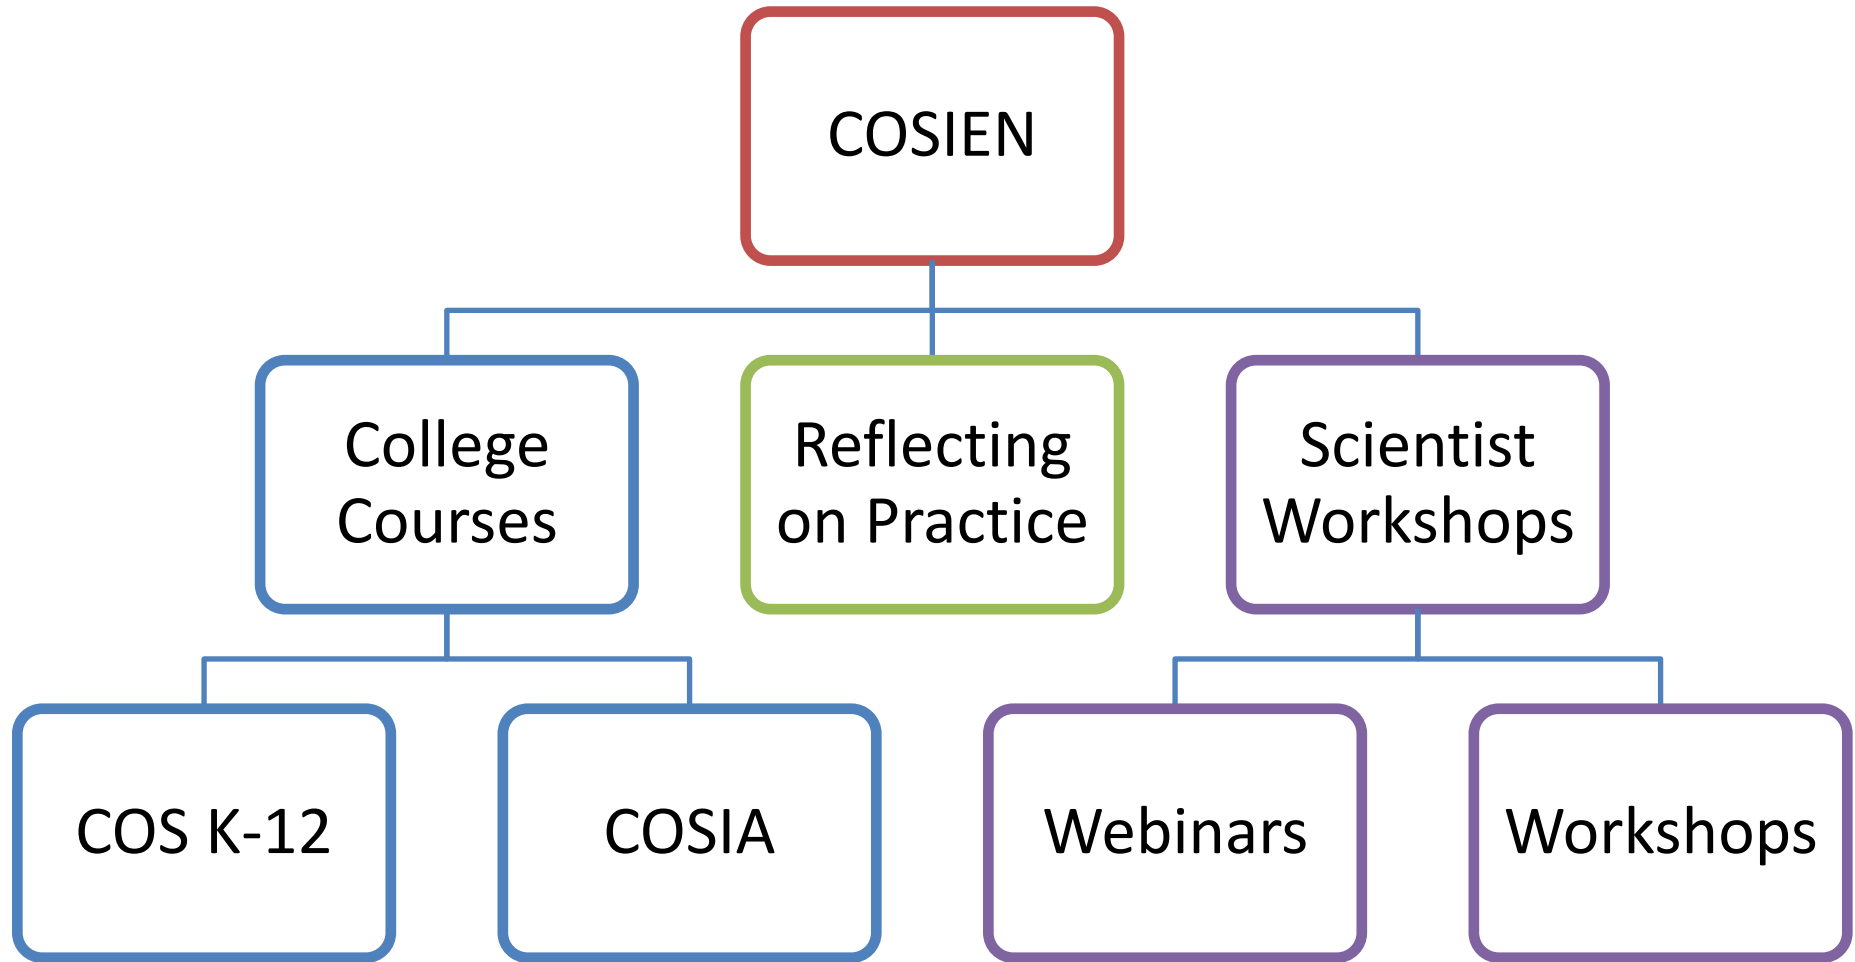 COSIEN
College
Courses
Reflecting
on Practice
Scientist
Workshops
COS K-12
COSIA
Webinars
Workshops